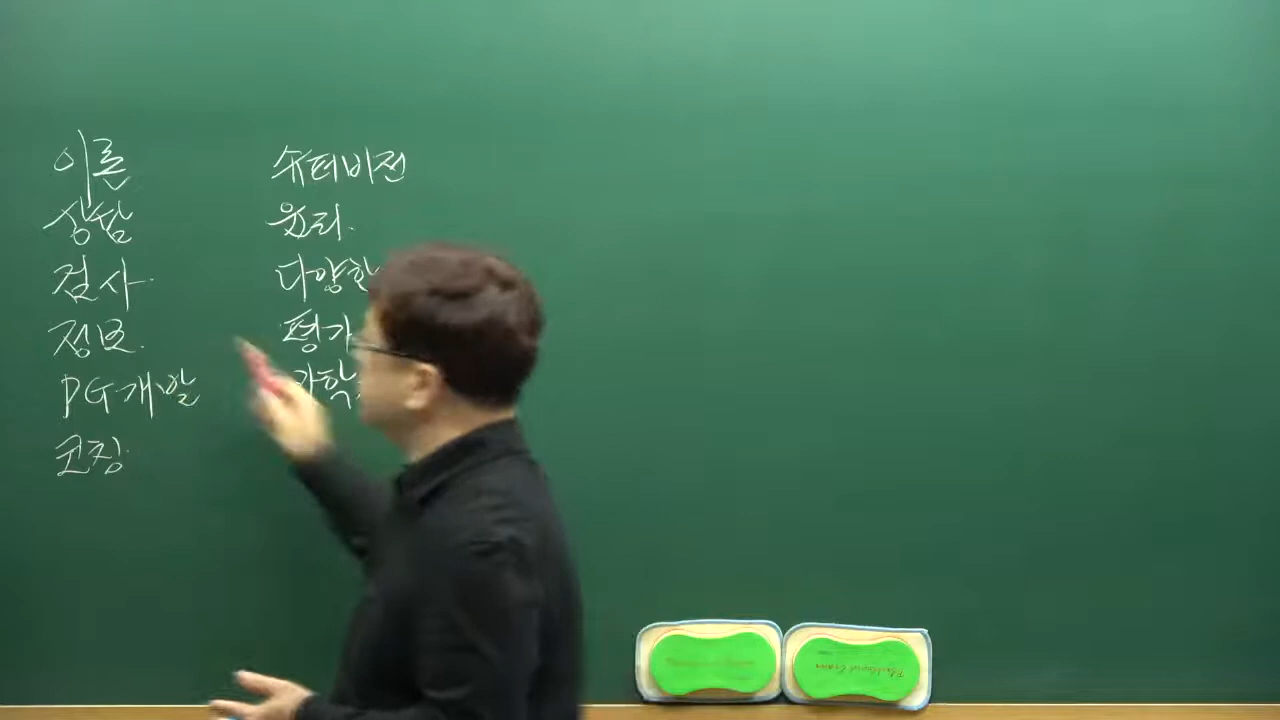 이론
상담
검사.
정보.
PG개발
코칭
슈퍼비전
윤리.
다양한
평가
과학